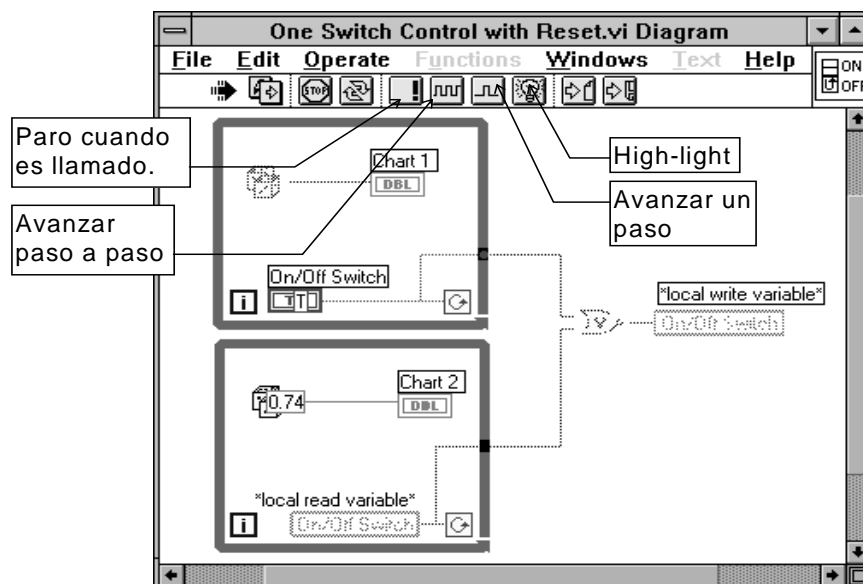 One Switch Control with Reset.vi Diagram
File Edit Operate Functions Windows Text Help
ON
OFF
STOP
Paro cuando
es llamado.
High-light
Avanzar
paso a paso
Avanzar un
paso
Chart 1
DBL
On/Off Switch
T
i
*local write variable*
On/Off Switch
Chart 2
0.74
DBL
*local read variable*
i
On/Off Switch